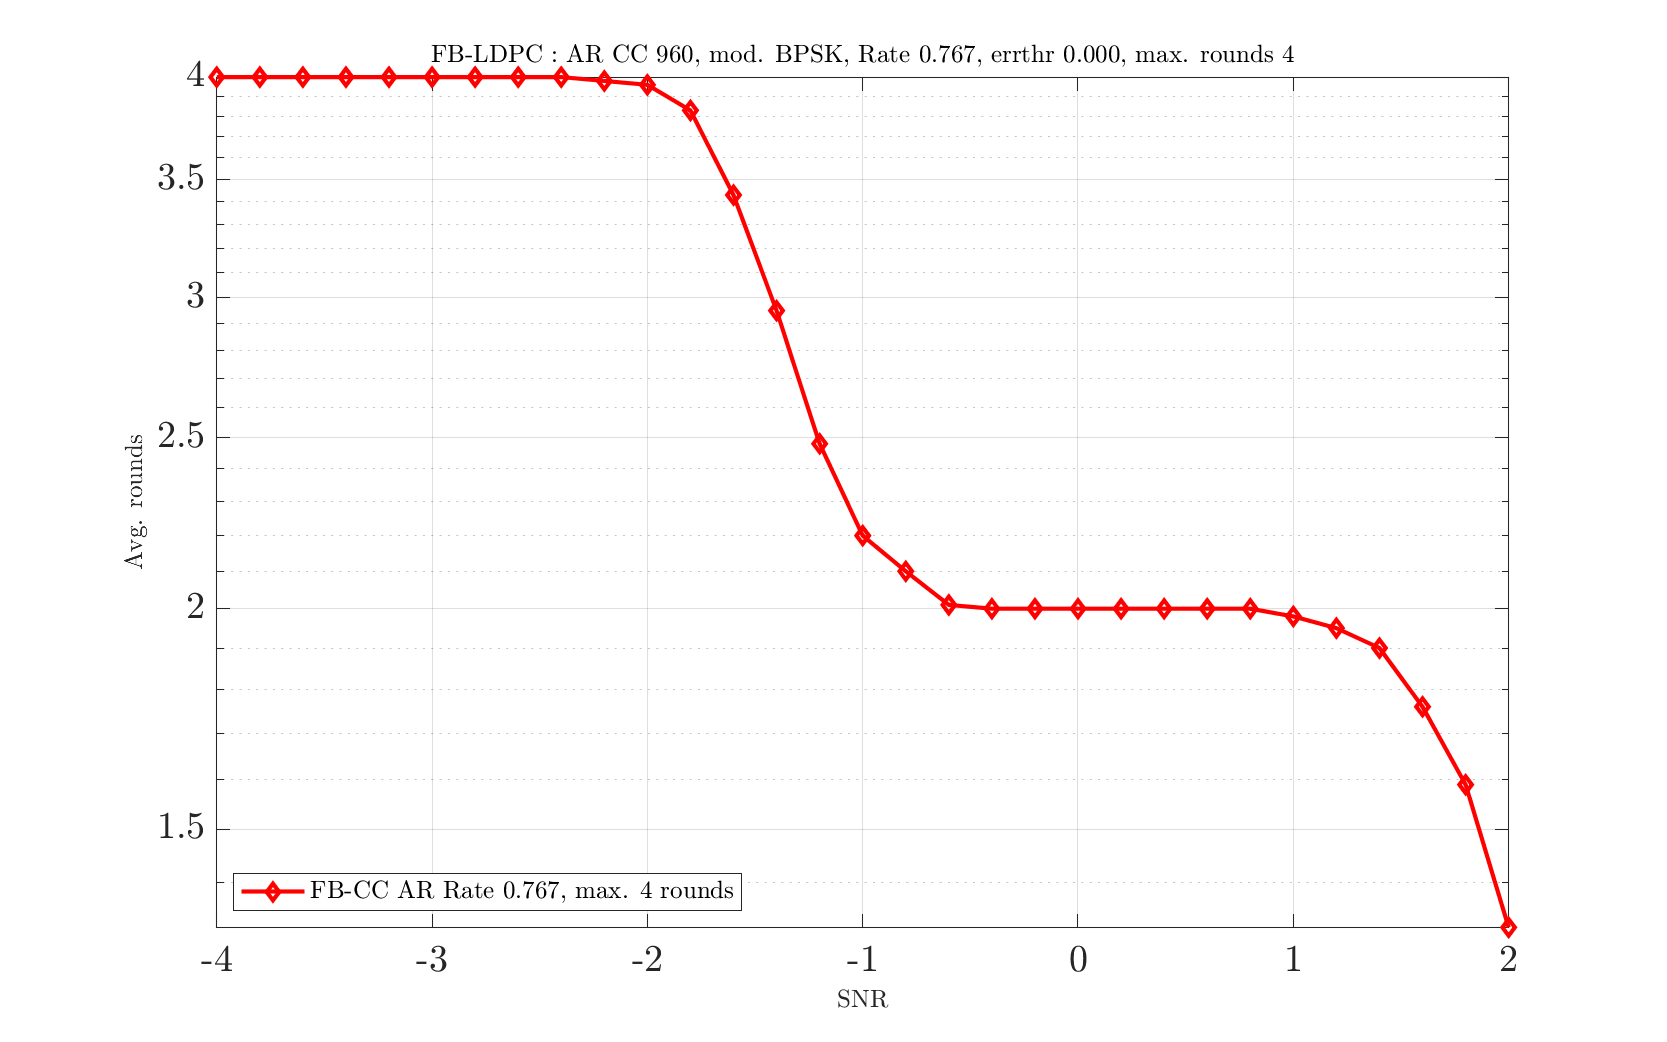 FB-LDPC : AR CC 960, mod. BPSK, Rate 0.767, errthr 0.000, max. rounds 4
4
3.5
3
2.5
2
1.5
Avg. rounds
FB-CC AR Rate 0.767, max. 4 rounds
-4 -3 -2 -1 0 1 2
SNR